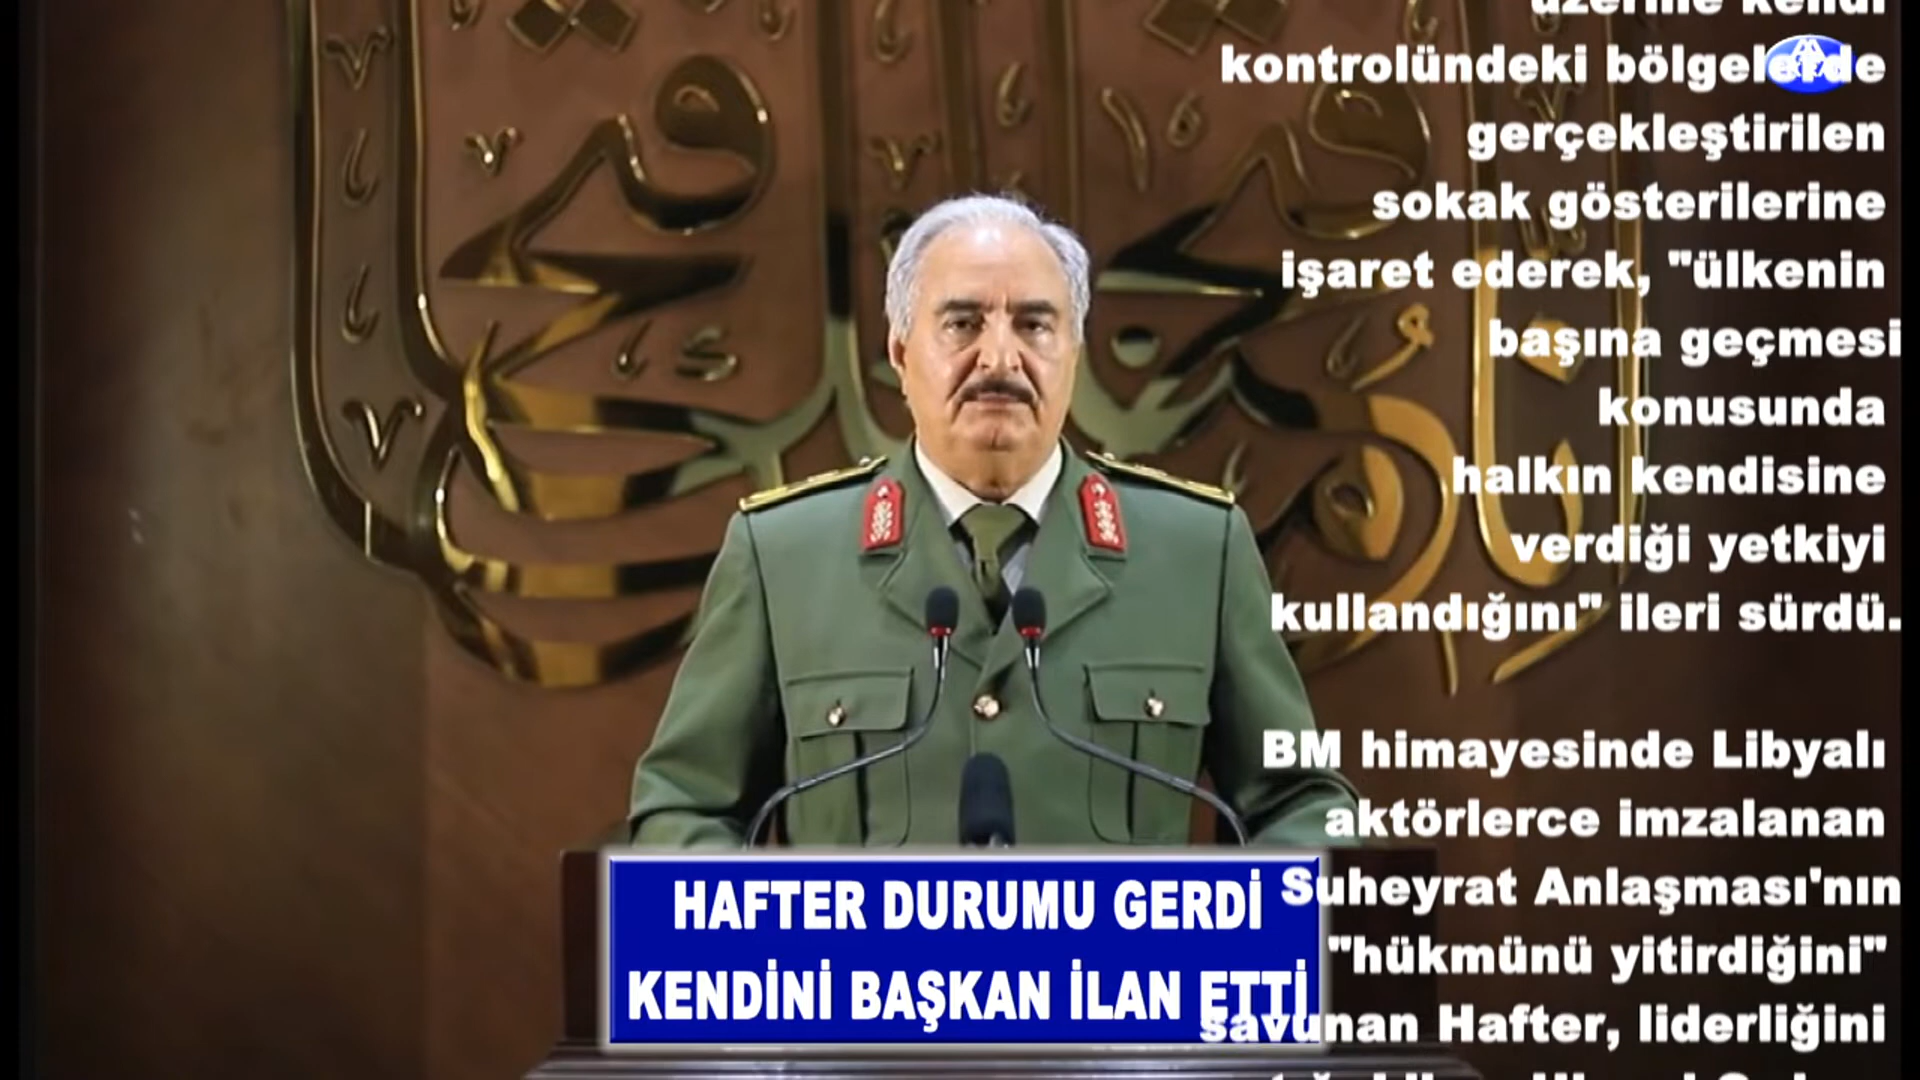 üzerine kendi
kontrolündeki bölgelerde
gerçekleştirilen
sokak gösterilerine
işaret ederek, "ülkenin
başına geçmesi
konusunda
halkın kendisine
verdiği yetkiyi
kullandığını" ileri sürdü.
BM himayesinde Libyalı
aktörlerce imzalanan
Suheyrat Anlaşması'nın
"hükmünü yitirdiğini"
savunan Hafter, liderliğini
HAFTER DURUMU GERDİ
KENDİNİ BAŞKAN İLAN ETTİ